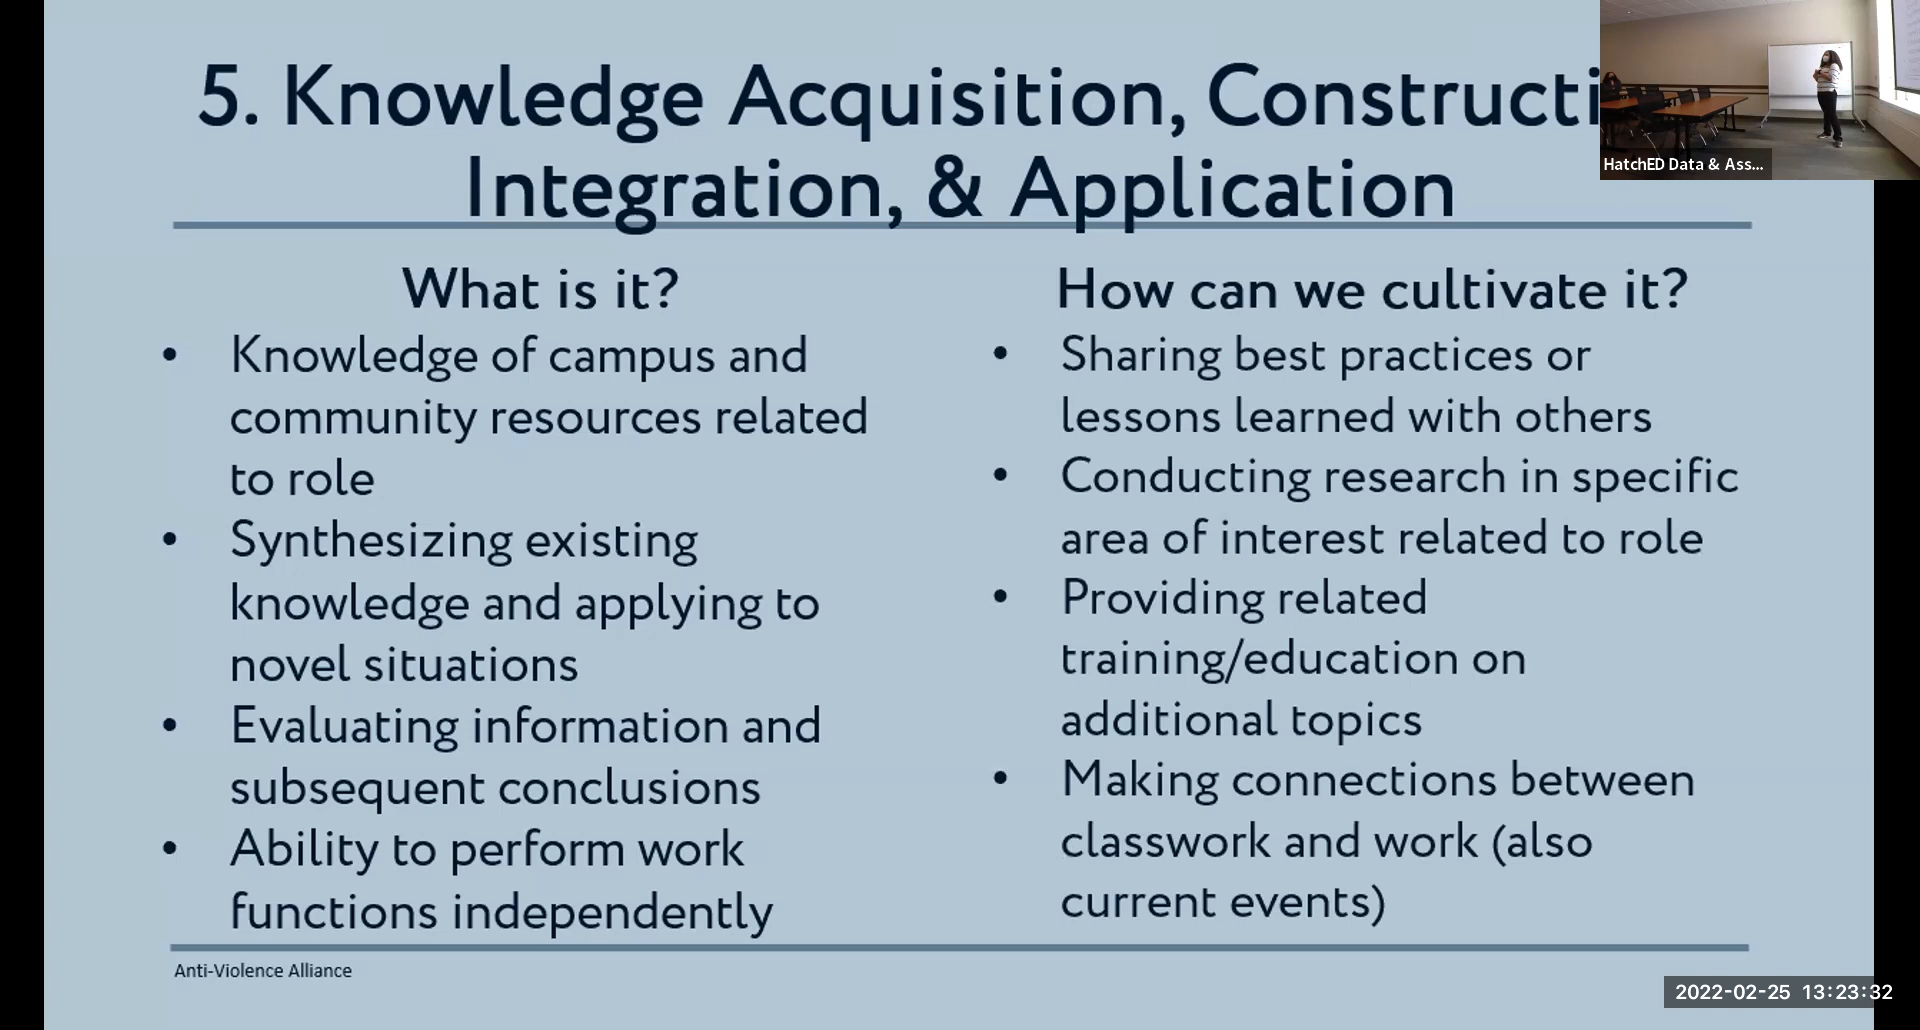 5. Knowledge Acquisition, Constructi
Integration, & Application
What is it?
• Knowledge of campus and
community resources related
to role
• Synthesizing existing
knowledge and applying to
novel situations
• Evaluating information and
subsequent conclusions
• Ability to perform work
functions independently
How can we cultivate it?
• Sharing best practices or
lessons learned with others
• Conducting research in specific
area of interest related to role
• Providing related
training/education on
additional topics
• Making connections between
classwork and work (also
current events)
Anti-Violence Alliance
HatchED Data & Ass...
2022-02-25 13:23:32